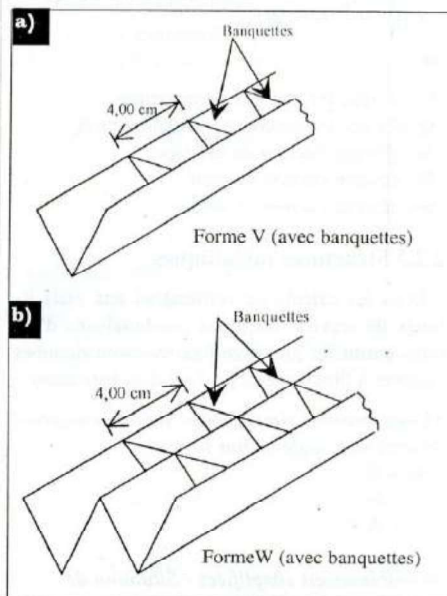 a)
Banquettes
4,00 cm
Forme V (avec banquettes)
b)
Banquettes
4,00 cm
FormeW (avec banquettes)